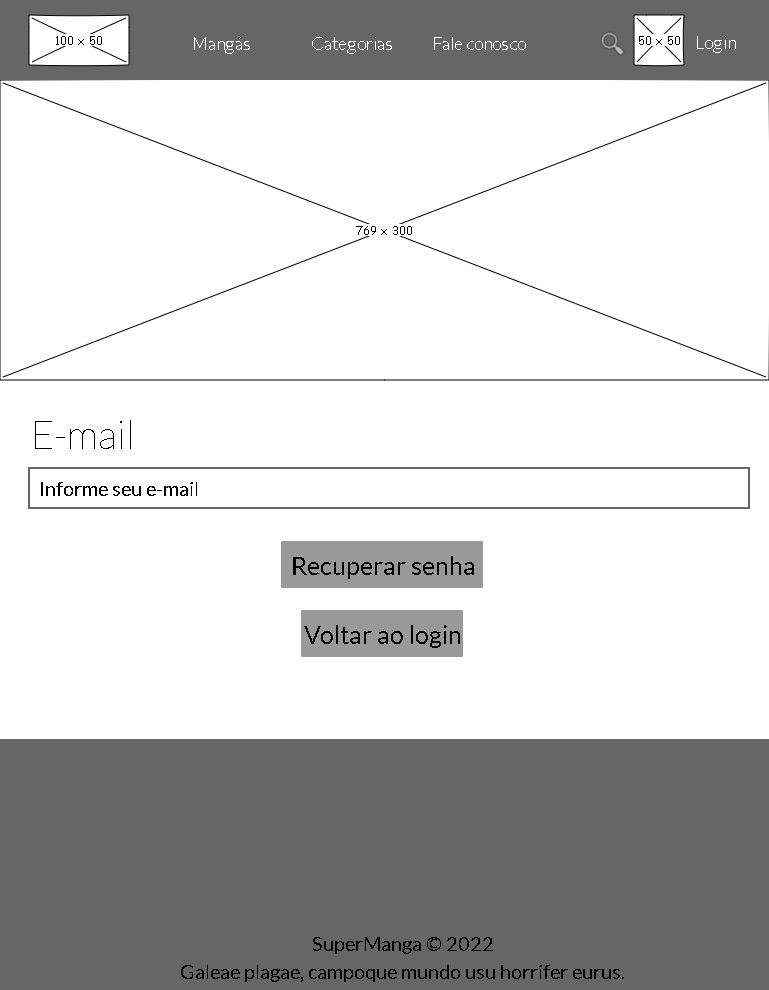 100 × 50 Mangás Categorias Fale conosco 50 × 50 Login
769 × 300
E-mail
Informe seu e-mail
Recuperar senha
Voltar ao login
SuperManga © 2022
Galeae plagae, campoque mundo usu horrifer eurus.